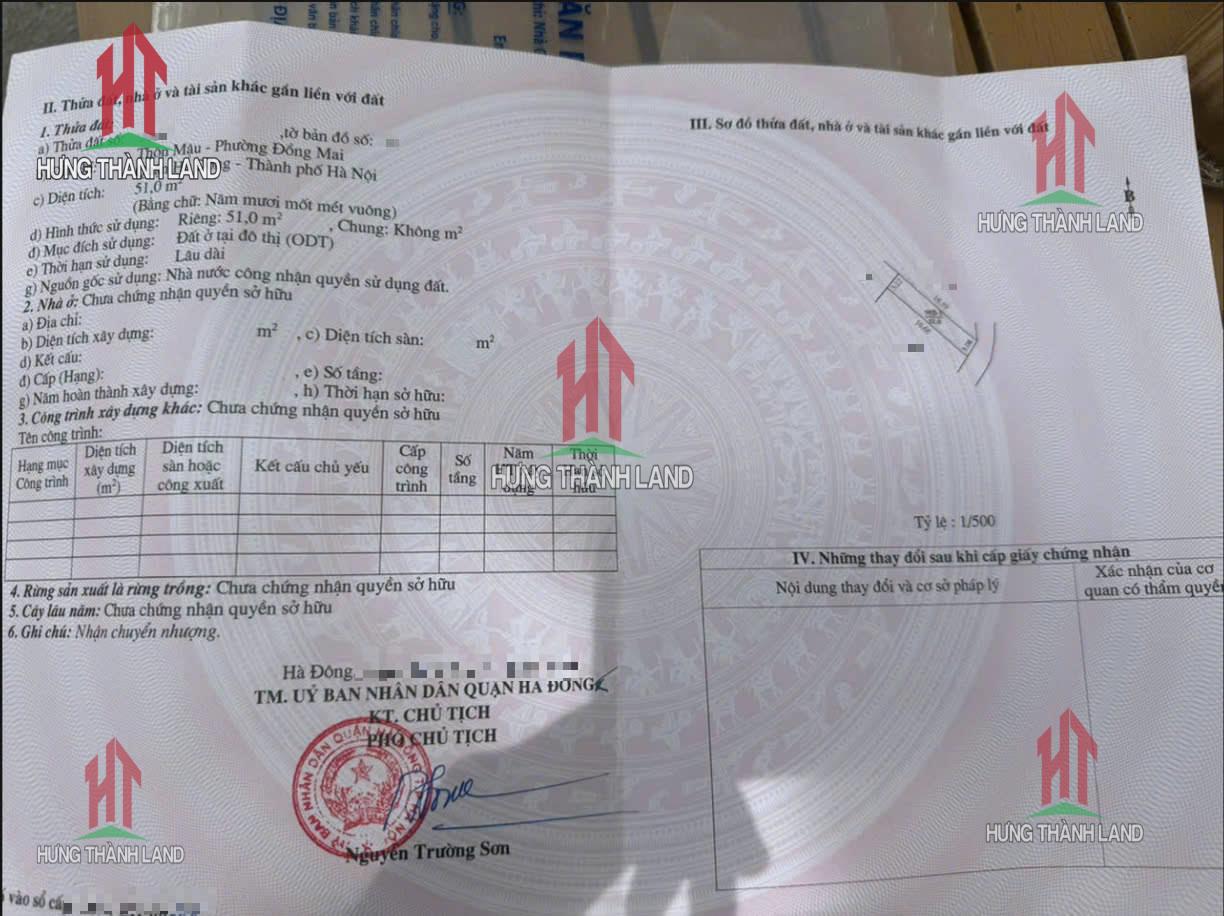 II. Thửa đất, nhà ở và tài sản khác gắn liền với đất
1. Thửa đất:
a) Thửa đất số: ,tờ bản đồ số:
Thôn Mậu - Phường Đồng Mai
- Thành phố Hà Nội
c) Diện tích: 51,0 m²
(Bằng chữ: Năm mươi mốt mét vuông)
d) Hình thức sử dụng: Riêng: 51,0 m² , Chung: Không m²
đ) Mục đích sử dụng: Đất ở tại đô thị (ODT)
e) Thời hạn sử dụng: Lâu dài
g) Nguồn gốc sử dụng: Nhà nước công nhận quyền sử dụng đất.
2. Nhà ở: Chưa chứng nhận quyền sở hữu
a) Địa chỉ:
b) Diện tích xây dựng: m² , c) Diện tích sàn: m²
d) Kết cấu:
đ) Cấp (Hạng): , e) Số tầng:
g) Năm hoàn thành xây dựng: , h) Thời hạn sở hữu:
3. Công trình xây dựng khác: Chưa chứng nhận quyền sở hữu
Tên công trình:
Hạng mục Công trình
Diện tích xây dựng (m²)
Diện tích sàn hoặc công xuất
Kết cấu chủ yếu
Cấp công trình
Số tầng
Năm
Thời
4. Rừng sản xuất là rừng trồng: Chưa chứng nhận quyền sở hữu
5. Cây lâu năm: Chưa chứng nhận quyền sở hữu
6. Ghi chú: Nhận chuyển nhượng.
Hà Đông,
TM. UỶ BAN NHÂN DÂN QUẬN HÀ ĐÔNG
KT. CHỦ TỊCH
PHÓ CHỦ TỊCH
Nguyễn Trường Sơn
vào sổ cấp
III. Sơ đồ thửa đất, nhà ở và tài sản khác gắn liền với đất
B
Tỷ lệ : 1/500
IV. Những thay đổi sau khi cấp giấy chứng nhận
Nội dung thay đổi và cơ sở pháp lý
Xác nhận của cơ
quan có thẩm quyền
HƯNG THÀNH LAND
HƯNG THÀNH LAND
HƯNG THÀNH LAND
HƯNG THÀNH LAND
HƯNG THÀNH LAND